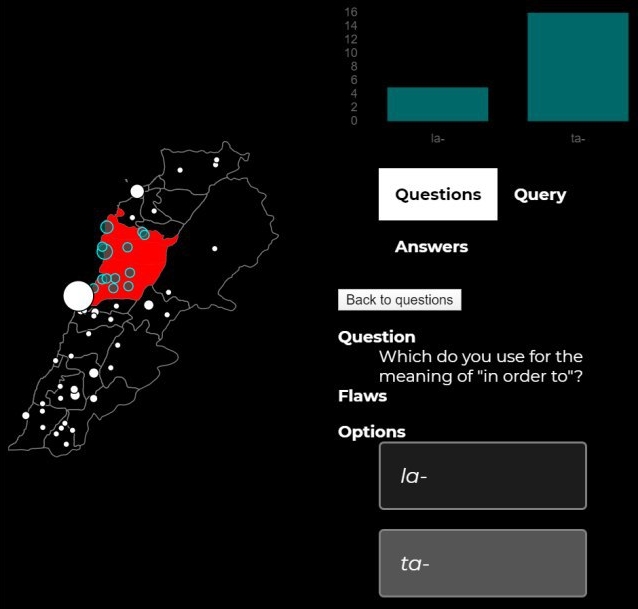 16
14
12
10
8
6
4
2
0
la-
ta-
Questions
Query
Answers
Back to questions
Question
Which do you use for the
meaning of "in order to"?
Flaws
Options
la-
ta-